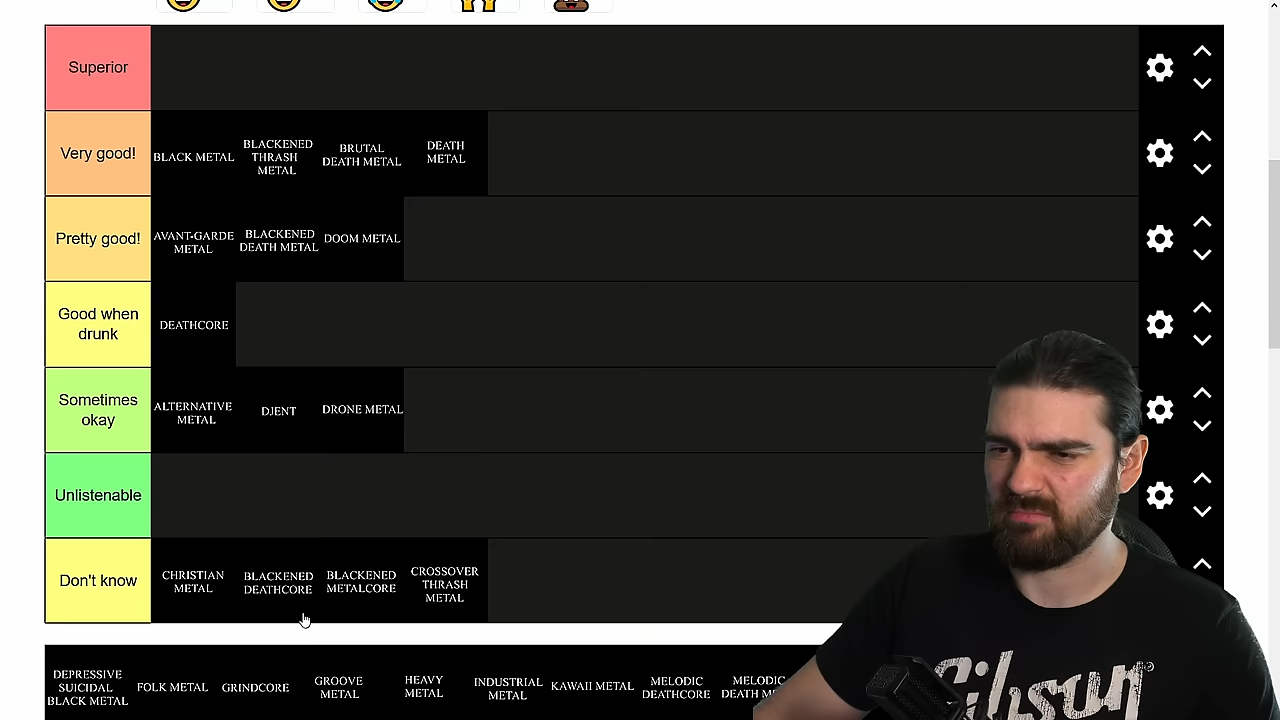 Superior
Very good!
BLACK METAL
BLACKENED
THRASH
METAL
BRUTAL
DEATH METAL
DEATH
METAL
Pretty good!
AVANT-GARDE
METAL
BLACKENED
DEATH METAL
DOOM METAL
Good when
drunk
DEATHCORE
Sometimes
okay
ALTERNATIVE
METAL
DJENT
DRONE METAL
Unlistenable
Don't know
CHRISTIAN
METAL
BLACKENED
DEATHCORE
BLACKENED
METALCORE
CROSSOVER
THRASH
METAL
DEPRESSIVE
SUICIDAL
BLACK METAL
FOLK METAL
GRINDCORE
GROOVE
METAL
HEAVY
METAL
INDUSTRIAL
METAL
KAWAII METAL
MELODIC
DEATHCORE
MELODIC
DEATH ME
Gibson